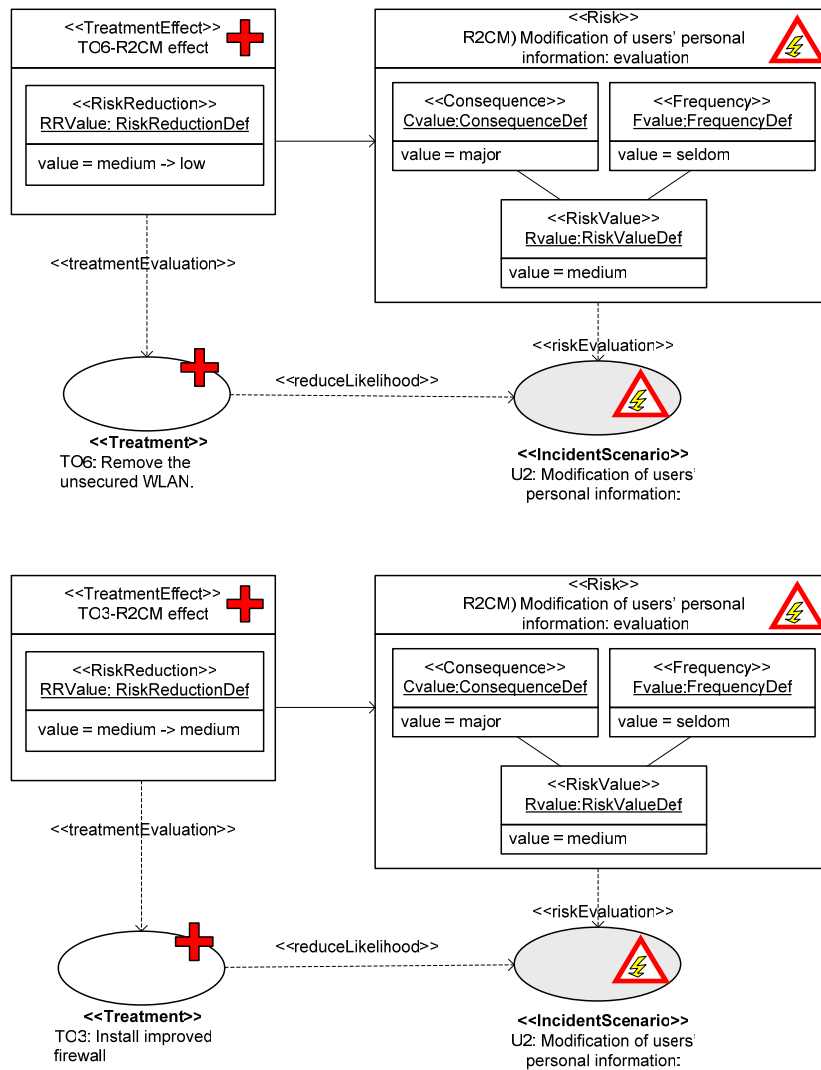 <<TreatmentEffect>>
TO6-R2CM effect
<<RiskReduction>>
RRValue: RiskReductionDef
value = medium -> low
<<Risk>>
R2CM) Modification of users' personal
information: evaluation
<<Consequence>>
Cvalue:ConsequenceDef
value = major
<<Frequency>>
Fvalue:FrequencyDef
value = seldom
<<RiskValue>>
Rvalue:RiskValueDef
value = medium
<<treatmentEvaluation>>
<<riskEvaluation>>
<<reduceLikelihood>>
<<Treatment>>
TO6: Remove the
unsecured WLAN.
<<IncidentScenario>>
U2: Modification of users'
personal information:
<<TreatmentEffect>>
TO3-R2CM effect
<<RiskReduction>>
RRValue: RiskReductionDef
value = medium -> medium
<<Risk>>
R2CM) Modification of users' personal
information: evaluation
<<Consequence>>
Cvalue:ConsequenceDef
value = major
<<Frequency>>
Fvalue:FrequencyDef
value = seldom
<<RiskValue>>
Rvalue:RiskValueDef
value = medium
<<treatmentEvaluation>>
<<riskEvaluation>>
<<reduceLikelihood>>
<<Treatment>>
TO3: Install improved
firewall
<<IncidentScenario>>
U2: Modification of users'
personal information: